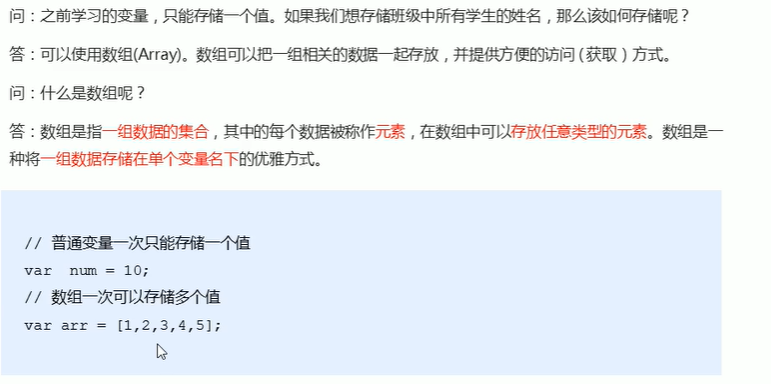 问：之前学习的变量，只能存储一个值。如果我们想存储班级中所有学生的姓名，那么该如何存储呢？
答：可以使用数组(Array)。数组可以把一组相关的数据一起存放，并提供方便的访问(获取）方式。
问：什么是数组呢？
答：数组是指一组数据的集合，其中的每个数据被称作元素，在数组中可以存放任意类型的元素。数组是一
种将一组数据存储在单个变量名下的优雅方式。
// 普通变量一次只能存储一个值
var  num = 10;
// 数组一次可以存储多个值
var arr = [1,2,3,4,5];